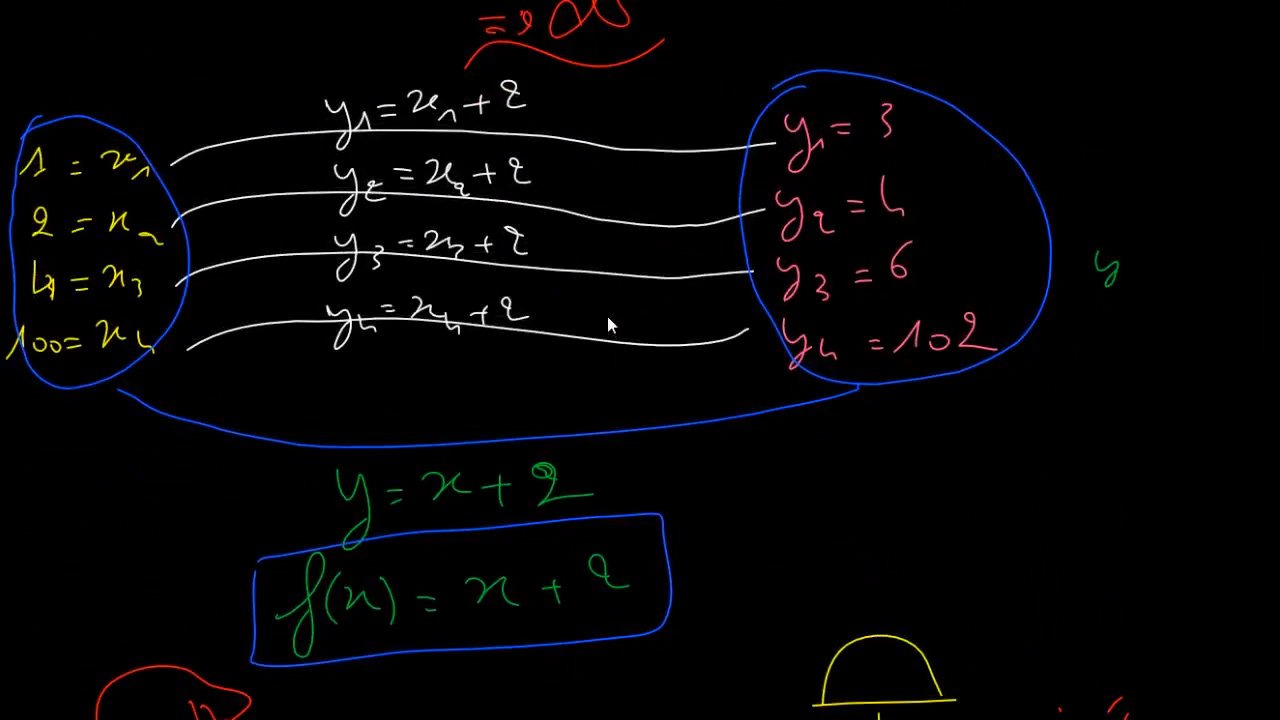 y₁ = x₁ + 2
y₂ = x₂ + 2
y₃ = x₃ + 2
y₄ = x₄ + 2
1 = x₁
2 = x₂
4 = x₃
100 = x₄
y₁ = 3
y₂ = 4
y₃ = 6
y₄ = 102
y
y = x + 2
f(x) = x + 2